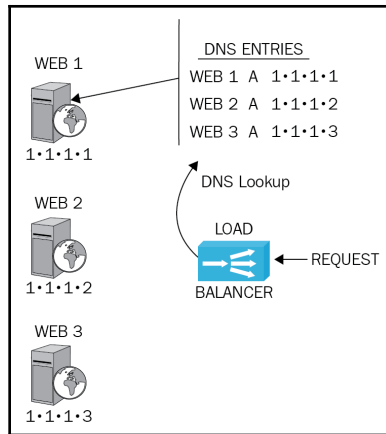 WEB 1
1•1•1•1
WEB 2
1•1•1•2
WEB 3
1•1•1•3
DNS ENTRIES
WEB 1 A 1•1•1•1
WEB 2 A 1•1•1•2
WEB 3 A 1•1•1•3
DNS Lookup
LOAD
BALANCER
REQUEST